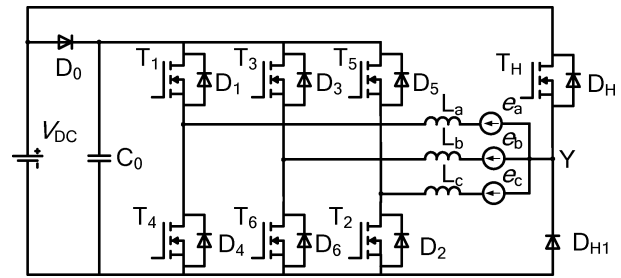 D0
T1
D1
T3
D3
T5
D5
TH
DH
VDC
+
C0
La
ea
Lb
eb
Lc
ec
Y
T4
D4
T6
D6
T2
D2
DH1